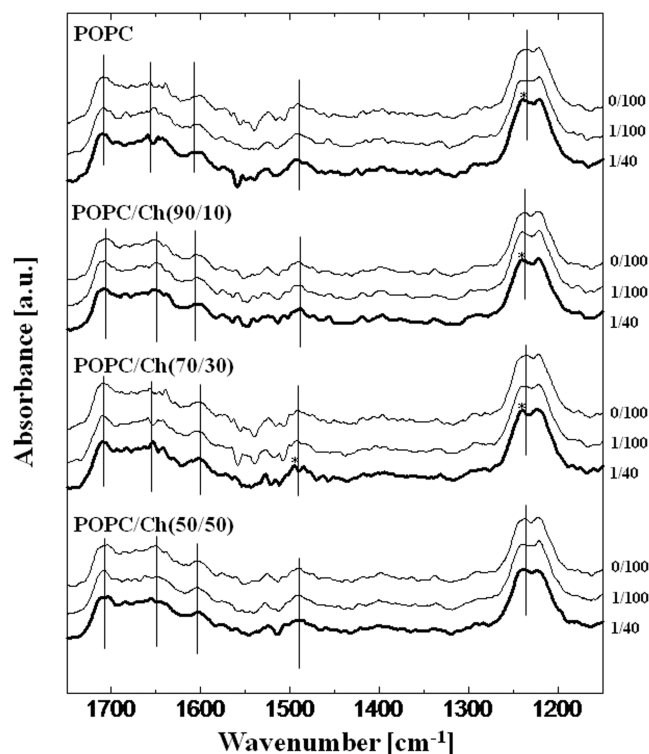 POPC
0/100
*
1/100
1/40
POPC/Ch(90/10)
0/100
*
1/100
1/40
POPC/Ch(70/30)
0/100
*
1/100
*
1/40
POPC/Ch(50/50)
0/100
1/100
1/40
Absorbance [a.u.]
1700 1600 1500 1400 1300 1200
Wavenumber [cm⁻¹]